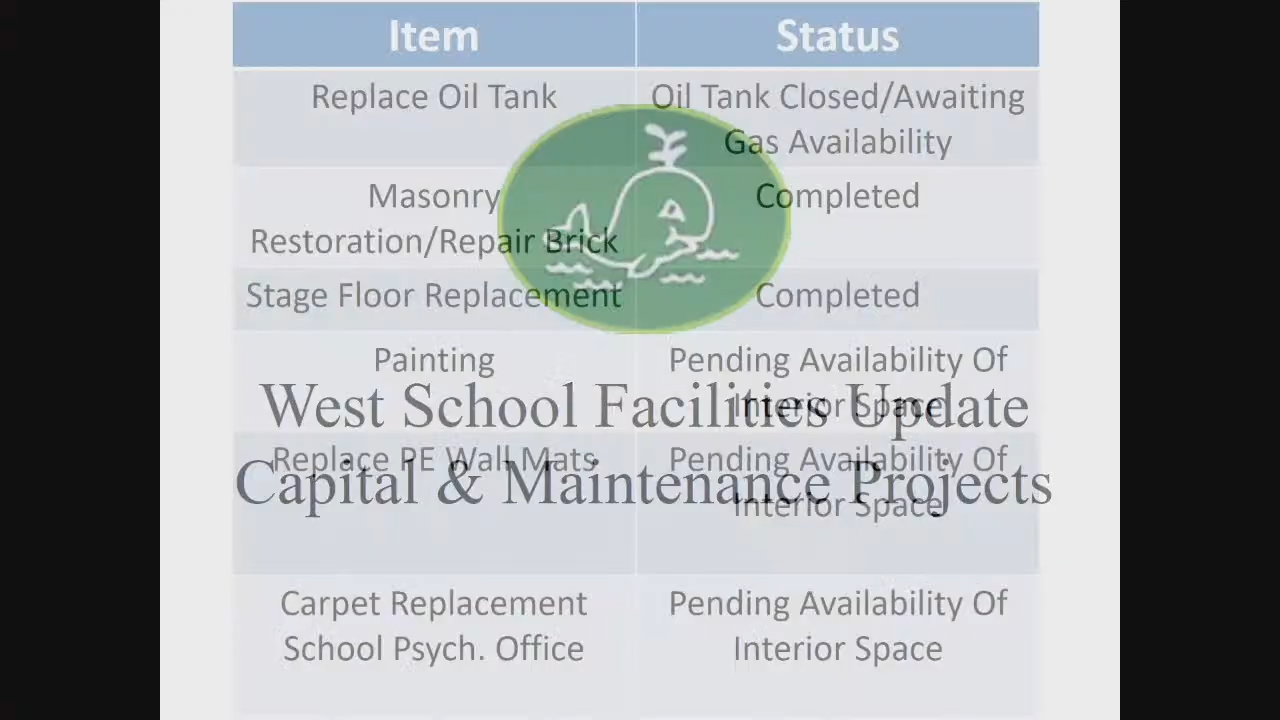 Item
Status
Replace Oil Tank
Oil Tank Closed/Awaiting
Gas Availability
Masonry
Restoration/Repair Brick
Completed
Stage Floor Replacement
Completed
Painting
Pending Availability Of
Interior Space
West School Facilities Update
Capital & Maintenance Projects
Replace PE Wall Mats
Pending Availability Of
Interior Space
Carpet Replacement
School Psych. Office
Pending Availability Of
Interior Space